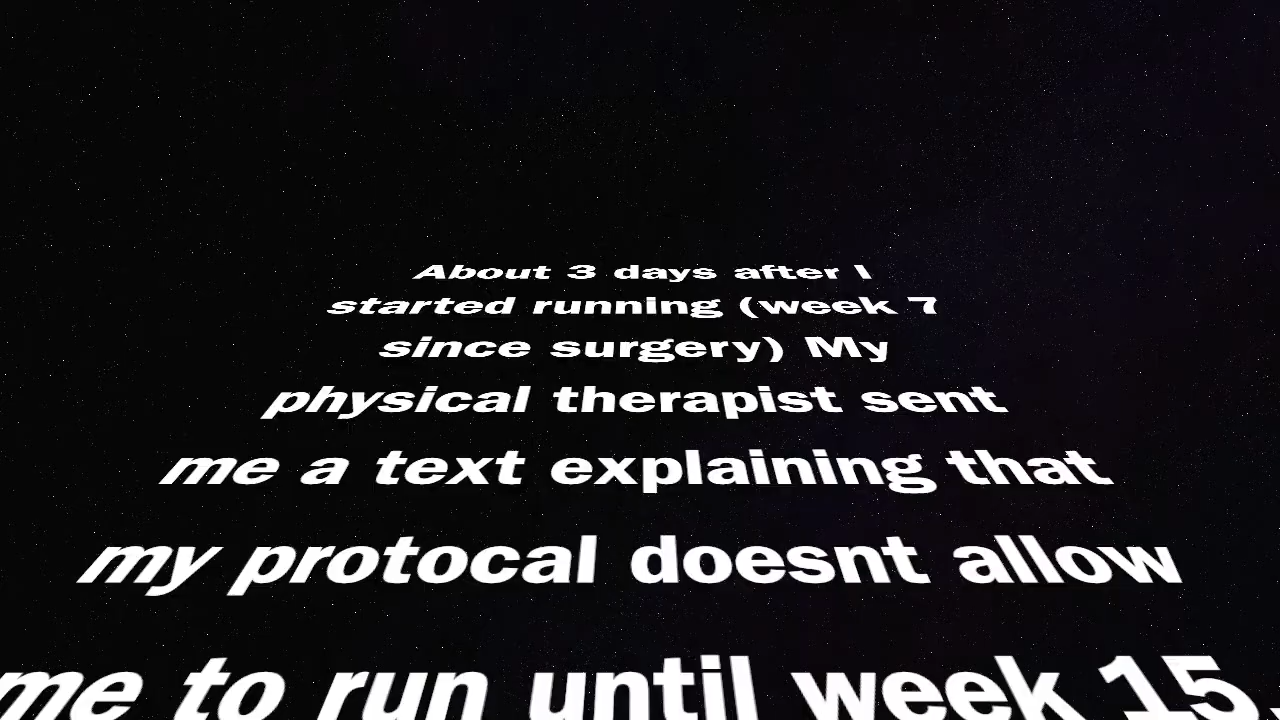 About 3 days after I
started running (week 7
since surgery) My
physical therapist sent
me a text explaining that
my protocal doesnt allow
me to run until week 15.